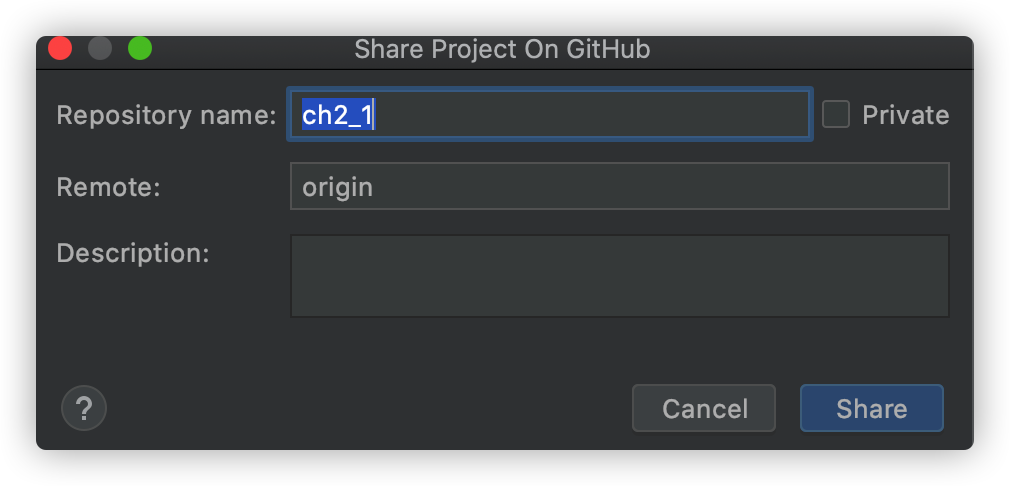 Share Project On GitHub
Repository name: ch2_1 Private
Remote: origin
Description:
? Cancel Share